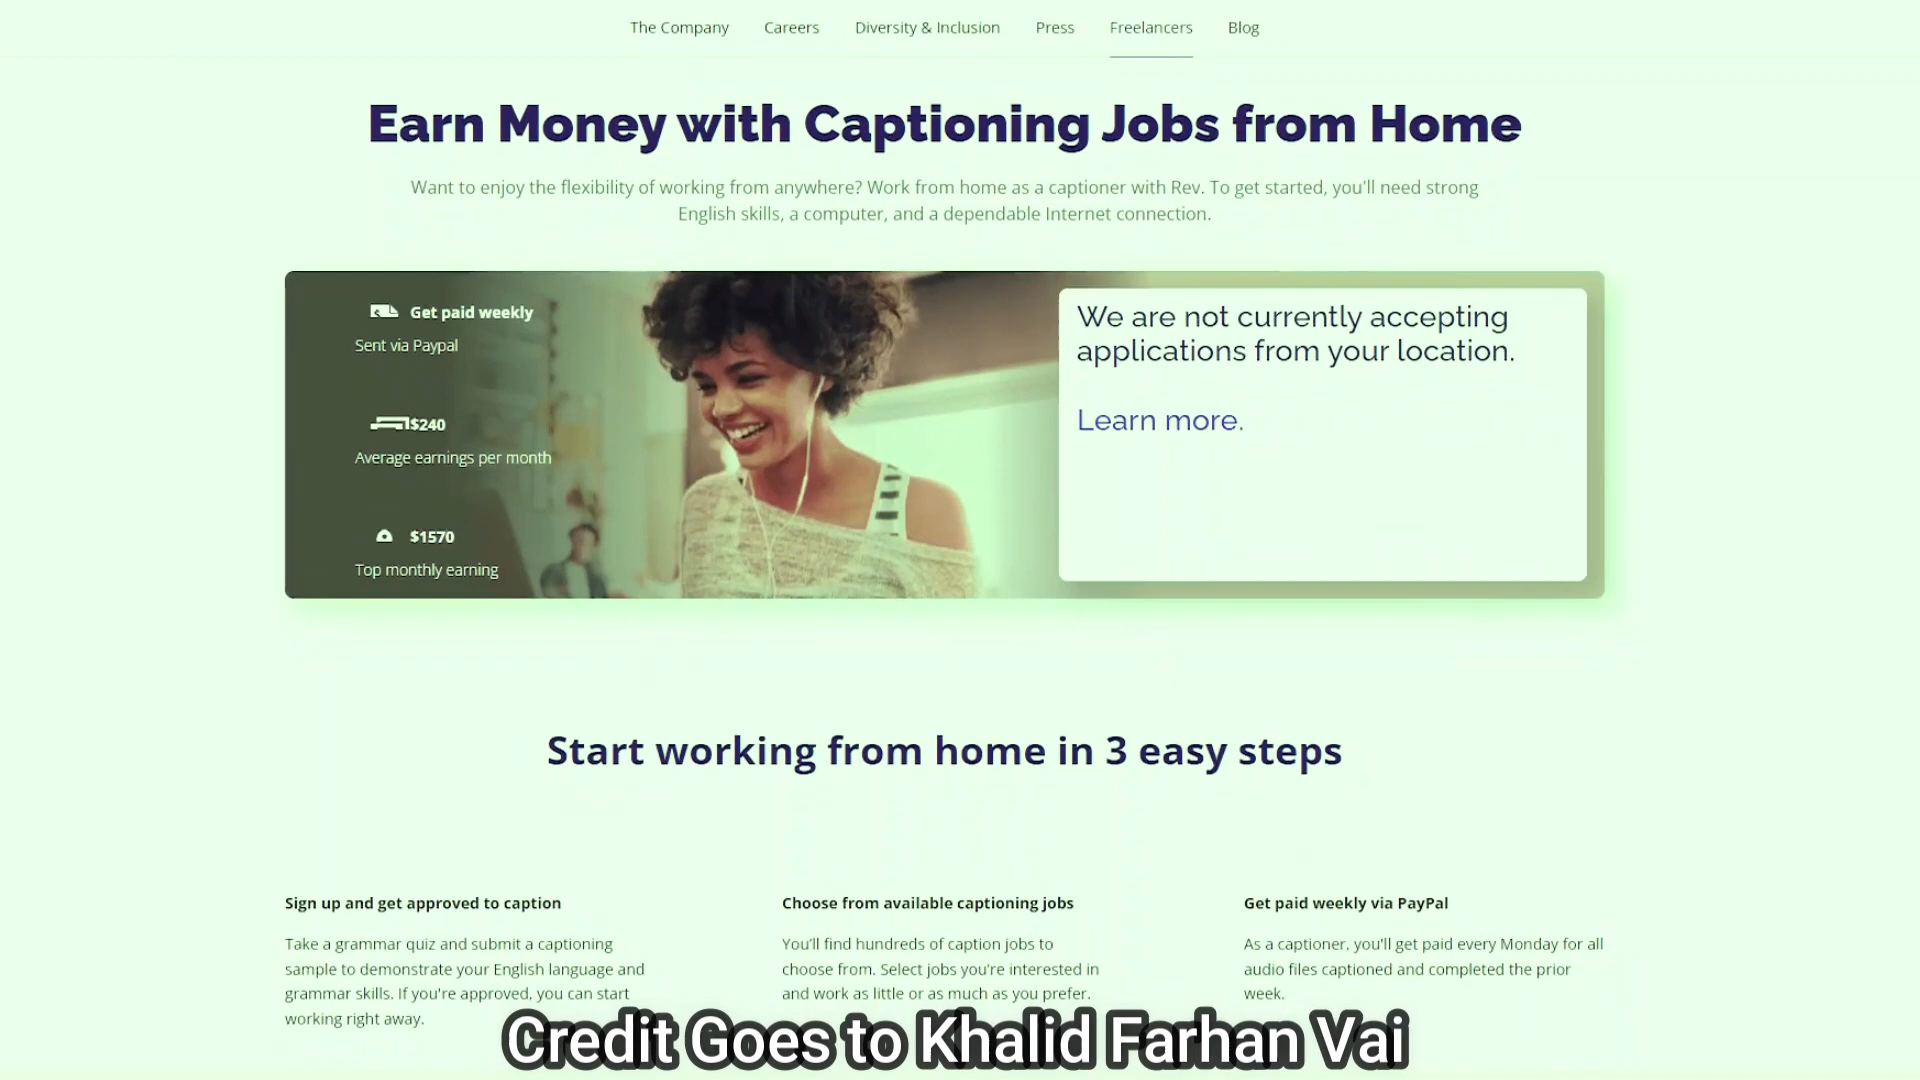 The Company Careers Diversity & Inclusion Press Freelancers Blog
Earn Money with Captioning Jobs from Home
Want to enjoy the flexibility of working from anywhere? Work from home as a captioner with Rev. To get started, you'll need strong
English skills, a computer, and a dependable Internet connection.
Get paid weekly
Sent via Paypal
$240
Average earnings per month
$1570
Top monthly earning
We are not currently accepting
applications from your location.
Learn more.
Start working from home in 3 easy steps
Sign up and get approved to caption
Take a grammar quiz and submit a captioning
sample to demonstrate your English language and
grammar skills. If you're approved, you can start
working right away.
Choose from available captioning jobs
You’ll find hundreds of caption jobs to
choose from. Select jobs you’re interested in
and work as little or as much as you prefer.
Get paid weekly via PayPal
As a captioner, you'll get paid every Monday for all
audio files captioned and completed the prior
week.
Credit Goes to Khalid Farhan Vai